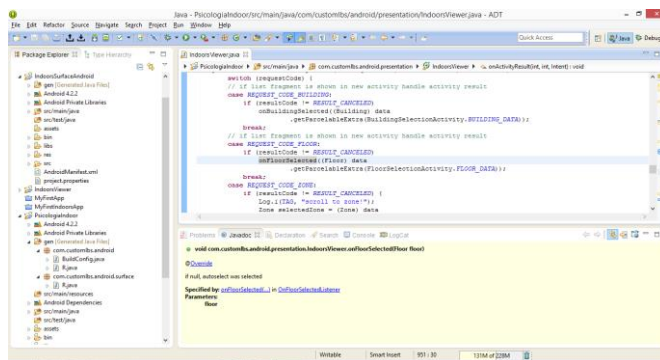 Java - PsicologiaIndoor/src/main/java/com/customlbs/android/presentation/IndoorsViewer.java - ADT
File Edit Refactor Source Navigate Search Project Run Window Help
Quick Access
Java
Debug
Package Explorer
Type Hierarchy
IndoorsSurfaceAndroid
gen [Generated Java Files]
Android 4.2.2
Android Private Libraries
src/main/java
src/test/java
assets
bin
libs
res
src
AndroidManifest.xml
project.properties
IndoorsViewer
MyFirstApp
MyFirstIndoorsApp
PsicologiaIndoor
Android 4.2.2
Android Private Libraries
gen [Generated Java Files]
com.customlbs.android
BuildConfig.java
R.java
com.customlbs.android.surface
R.java
src/main/resources
Android Dependencies
src/main/java
src/test/java
assets
bin
IndoorsViewer.java
PsicologiaIndoor
src/main/java
com.customlbs.android.presentation
IndoorsViewer
onActivityResult(int, int, Intent) : void
switch (requestCode) {
// if list fragment is shown in new activity handle activity result
case REQUEST_CODE_BUILDING:
if (resultCode != RESULT_CANCELED)
onBuildingSelected((Building) data
.getParcelableExtra(BuildingSelectionActivity.BUILDING_DATA));
break;
// if list fragment is shown in new activity handle activity result
case REQUEST_CODE_FLOOR:
if (resultCode != RESULT_CANCELED)
onFloorSelected((Floor) data
.getParcelableExtra(FloorSelectionActivity.FLOOR_DATA));
break;
case REQUEST_CODE_ZONE:
if (resultCode != RESULT_CANCELED) {
Log.i(TAG, "scroll to zone!");
Zone selectedZone = (Zone) data
Problems
Javadoc
Declaration
Search
Console
LogCat
void com.customlbs.android.presentation.IndoorsViewer.onFloorSelected(Floor floor)
@Override
if null, autoselect was selected
Specified by: onFloorSelected(...) in OnFloorSelectedListener
Parameters:
floor
Writable
Smart Insert
951 : 30
131M of 228M